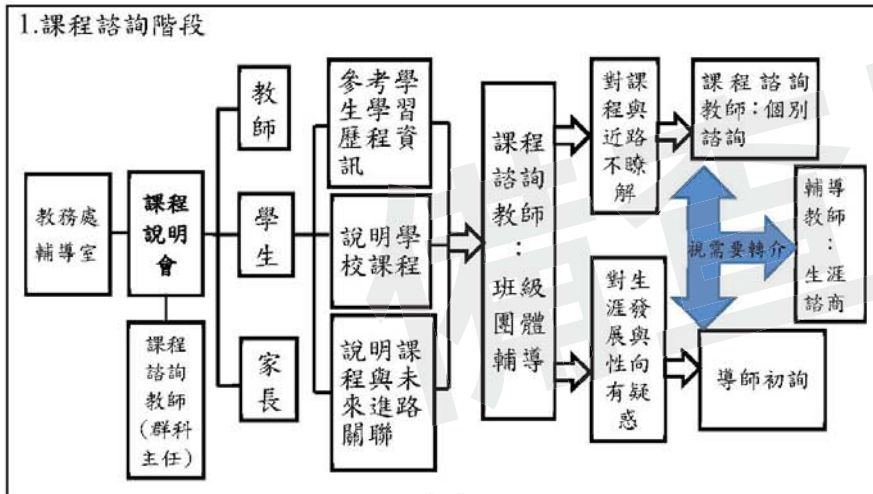 1.課程諮詢階段
教務處
輔導室
課程
說明
會
課程
諮詢
教師
(群科
主任)
教
師
學
生
家
長
參考學
生學習
歷程資
訊
說明學
校課程
說明課
程與未
來進路
關聯
課程
諮詢
教師
:
班級
團體
輔導
對課
程與
近路
不瞭
解
對生
涯發
展與
性向
有疑
惑
課程諮詢
教師:個別
諮詢
視需要轉介
導師初詢
輔導
教師
:
生涯
諮商
備查